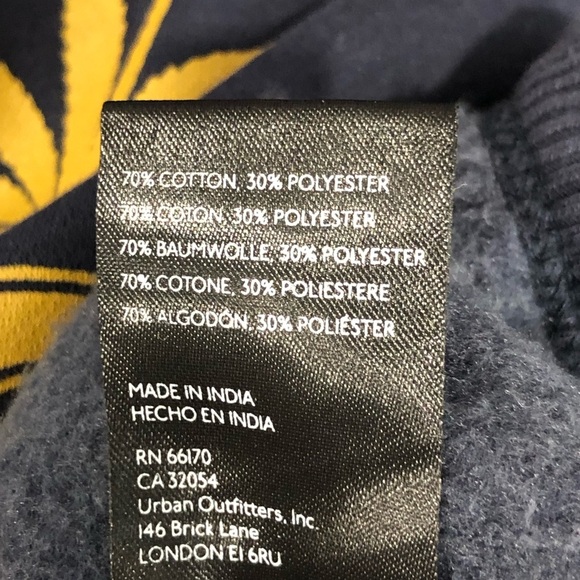 70% COTTON, 30% POLYESTER
70% COTON, 30% POLYESTER
70% BAUMWOLLE, 30% POLYESTER
70% COTONE, 30% POLIESTERE
70% ALGODÓN, 30% POLIÉSTER
MADE IN INDIA
HECHO EN INDIA
RN 66170
CA 32054
Urban Outfitters, Inc.
146 Brick Lane
LONDON E1 6RU